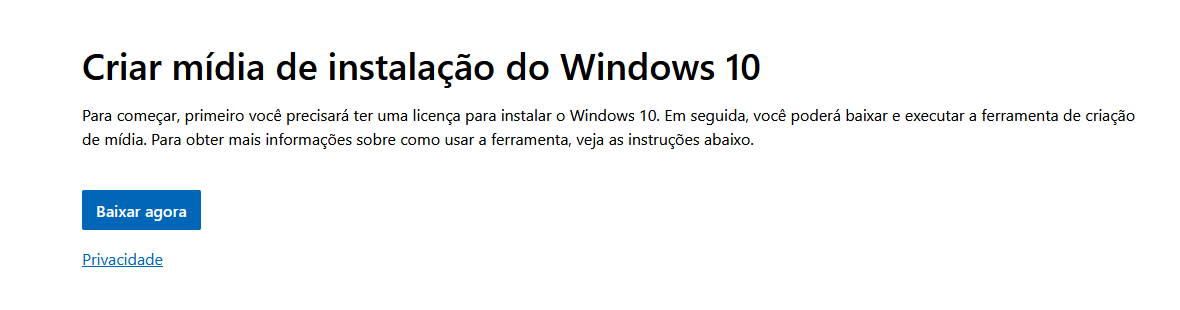 Criar mídia de instalação do Windows 10
Para começar, primeiro você precisará ter uma licença para instalar o Windows 10. Em seguida, você poderá baixar e executar a ferramenta de criação
de mídia. Para obter mais informações sobre como usar a ferramenta, veja as instruções abaixo.
Baixar agora
Privacidade